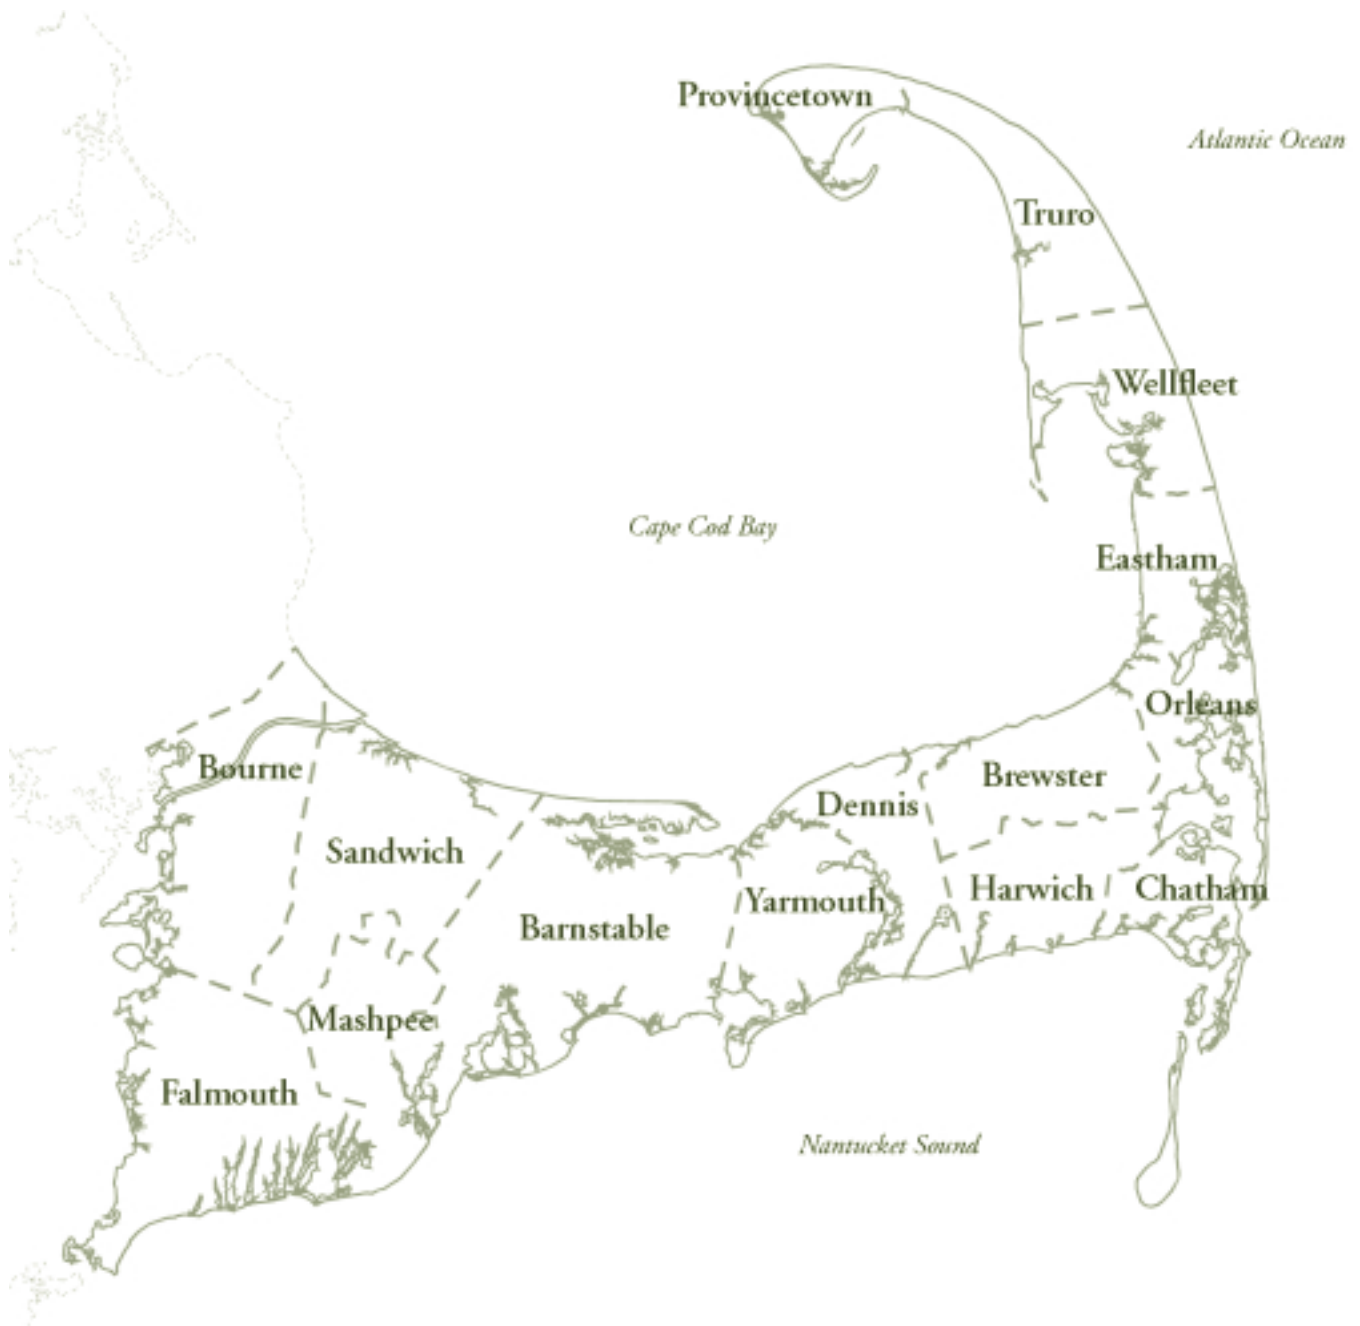 Provincetown
Atlantic Ocean
Truro
Wellfleet
Cape Cod Bay
Eastham
Orleans
Bourne
Brewster
Dennis
Sandwich
Harwich
Chatham
Yarmouth
Barnstable
Mashpee
Falmouth
Nantucket Sound